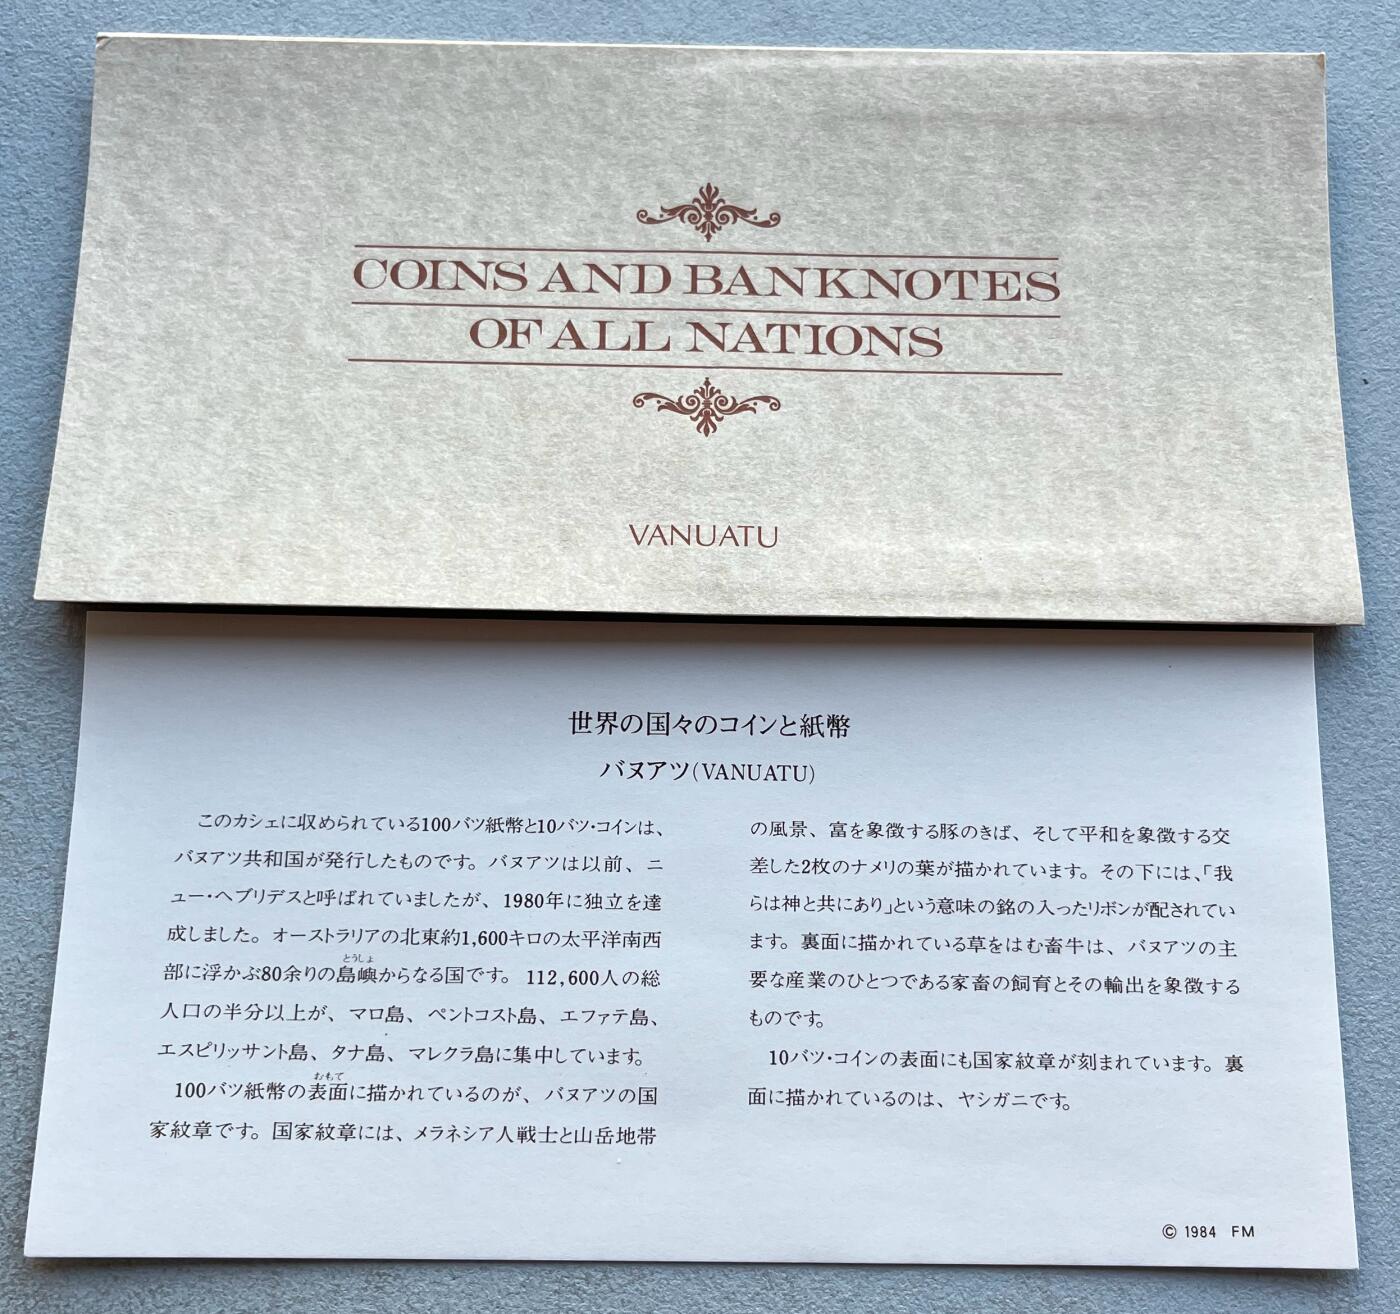 COINS AND BANKNOTES
OF ALL NATIONS
VANUATU
世界の国々のコインと紙幣
バヌアツ(VANUATU)
このカシェに収められている100バツ紙幣と10バツ・コインは、
バヌアツ共和国が発行したものです。バヌアツは以前、ニ
ュー・ヘブリデスと呼ばれていましたが、1980年に独立を達
成しました。オーストラリアの北東約1,600キロの太平洋南西
とうしょ
部に浮かぶ80余りの島嶼からなる国です。112,600人の総
人口の半分以上が、マロ島、ペントコスト島、エファテ島、
エスピリッサント島、タナ島、マレクラ島に集中しています。
おもて
100バツ紙幣の表面に描かれているのが、バヌアツの国
家紋章です。国家紋章には、メラネシア人戦士と山岳地帯
の風景、富を象徴する豚のきば、そして平和を象徴する交
差した2枚のナメリの葉が描かれています。その下には、「我
らは神と共にあり」という意味の銘の入ったリボンが配されてい
ます。裏面に描かれている草をはむ畜牛は、バヌアツの主
要な産業のひとつである家畜の飼育とその輸出を象徴する
ものです。
10バツ・コインの表面にも国家紋章が刻まれています。裏
面に描かれているのは、ヤシガニです。
© 1984 FM